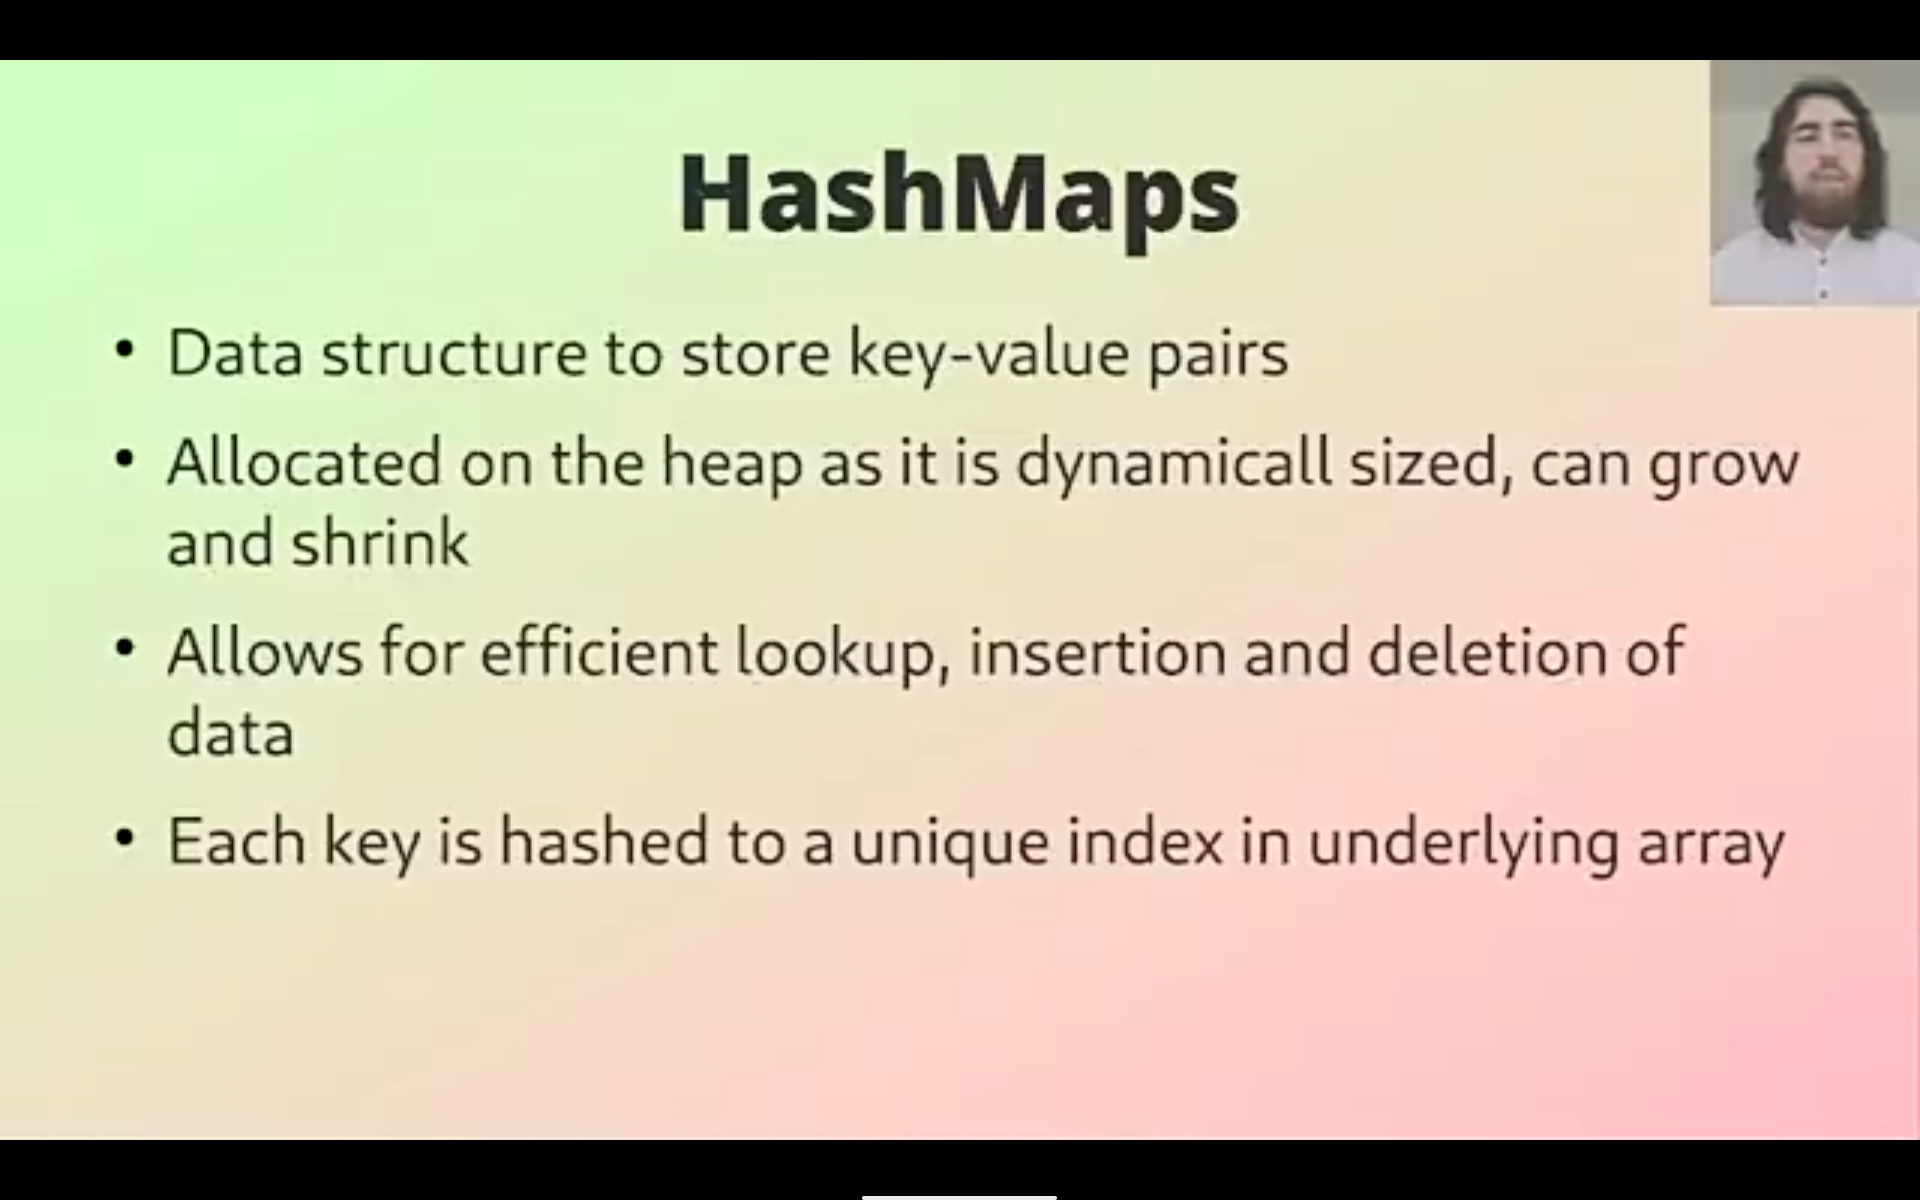 HashMaps
• Data structure to store key-value pairs
• Allocated on the heap as it is dynamicall sized, can grow
and shrink
• Allows for efficient lookup, insertion and deletion of
data
• Each key is hashed to a unique index in underlying array